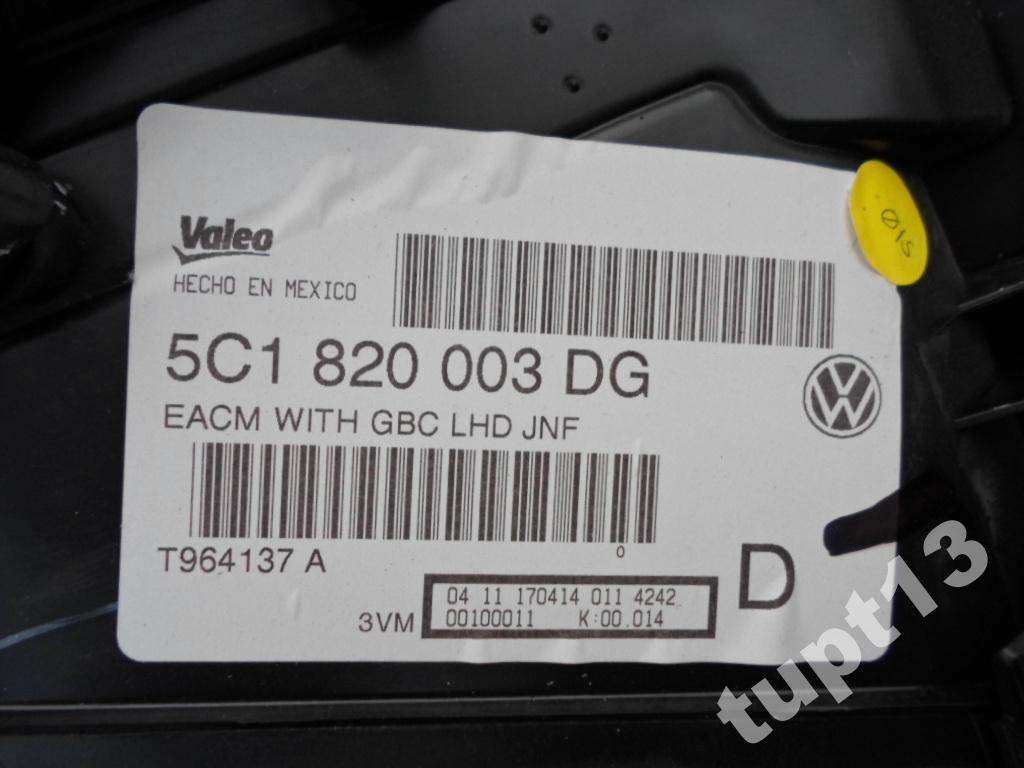 Valeo
HECHO EN MEXICO
5C1 820 003 DG
EACM WITH GBC LHD JNF
0
T964137 A
D
3VM
04 11 170414 011 4242
00100011 K:00.014
01S
tupt13